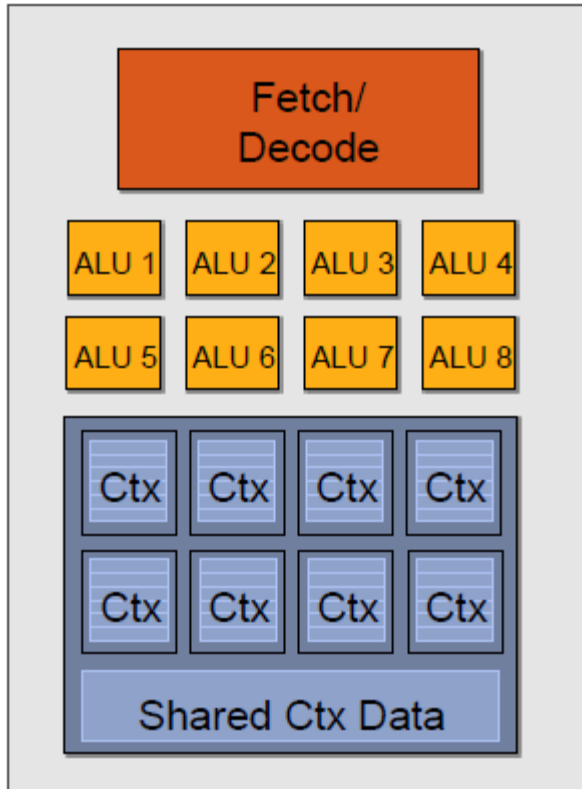 Fetch/
Decode
ALU 1 ALU 2 ALU 3 ALU 4
ALU 5 ALU 6 ALU 7 ALU 8
Ctx Ctx Ctx Ctx
Ctx Ctx Ctx Ctx
Shared Ctx Data